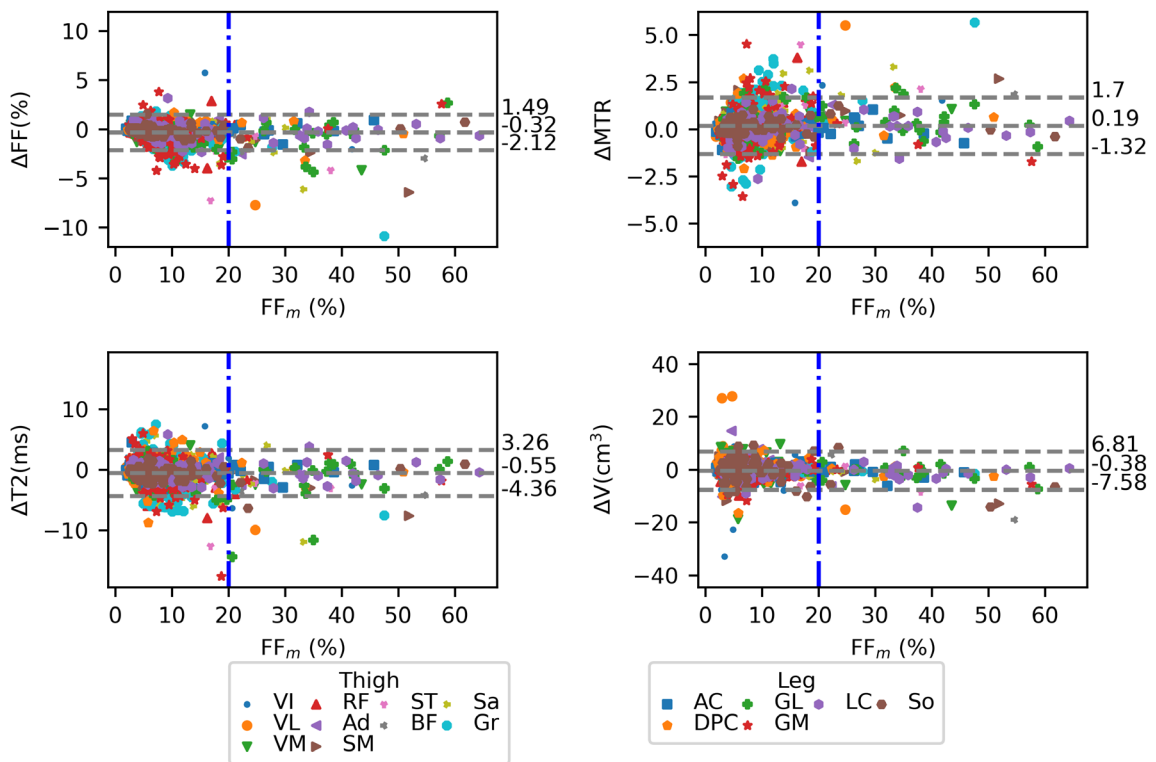 10
5
0
−5
−10
ΔFF(%)
1.49
-0.32
-2.12
0 10 20 30 40 50 60
FFm (%)
5.0
2.5
0.0
−2.5
−5.0
ΔMTR
1.7
0.19
-1.32
0 10 20 30 40 50 60
FFm (%)
10
0
−10
ΔT2(ms)
3.26
-0.55
-4.36
0 10 20 30 40 50 60
FFm (%)
40
20
0
−20
−40
ΔV(cm³)
6.81
-0.38
-7.58
0 10 20 30 40 50 60
FFm (%)
Thigh
VI RF ST Sa
VL Ad BF Gr
VM SM
Leg
AC GL LC So
DPC GM